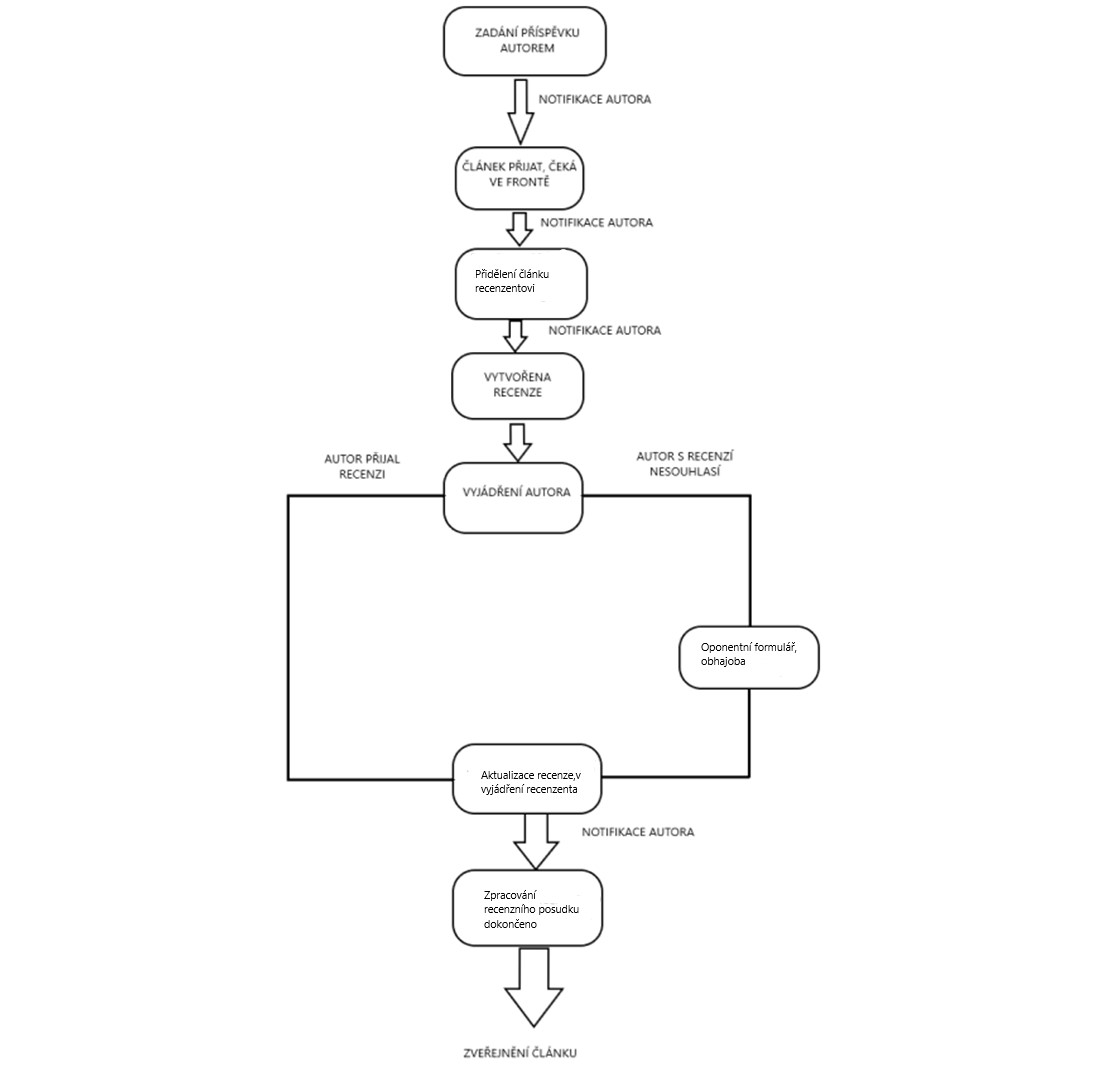 ZADÁNÍ PŘÍSPĚVKU
AUTOREM
NOTIFIKACE AUTORA
ČLÁNEK PŘIJAT, ČEKÁ
VE FRONTĚ
NOTIFIKACE AUTORA
Přidělení článku
recenzentovi
NOTIFIKACE AUTORA
VYTVOŘENA
RECENZE
AUTOR PŘIJAL
RECENZI
AUTOR S RECENZÍ
NESOUHLASÍ
VYJÁDŘENÍ AUTORA
Oponentní formulář,
obhajoba
Aktualizace recenze,v
vyjádření recenzenta
NOTIFIKACE AUTORA
Zpracování
recenzního posudku
dokončeno
ZVEŘEJNĚNÍ ČLÁNKU